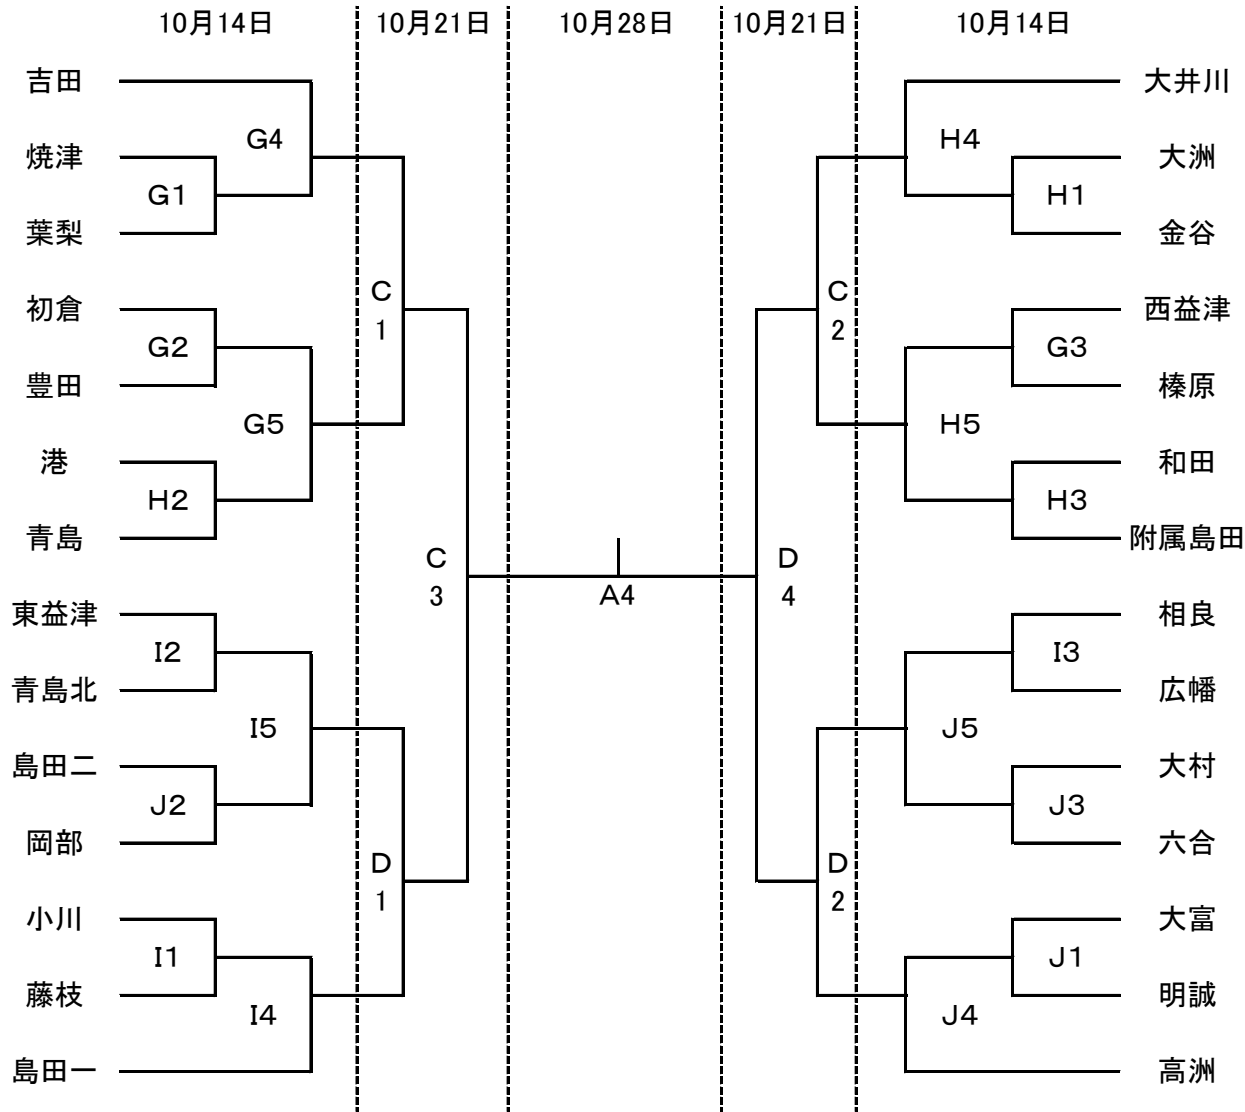 10月14日 10月21日 10月28日 10月21日 10月14日
吉田 大井川
G4 H4
焼津 大洲
G1 H1
葉梨 金谷
C C
初倉 西益津
1 2
G2 G3
豊田 榛原
G5 H5
港 和田
H2 H3
青島 附属島田
C D
3 A4 4
東益津 相良
I2 I3
青島北 広幡
I5 J5
島田二 大村
J2 J3
岡部 六合
D D
1 2
小川 大富
I1 J1
藤枝 明誠
I4 J4
島田一 高洲